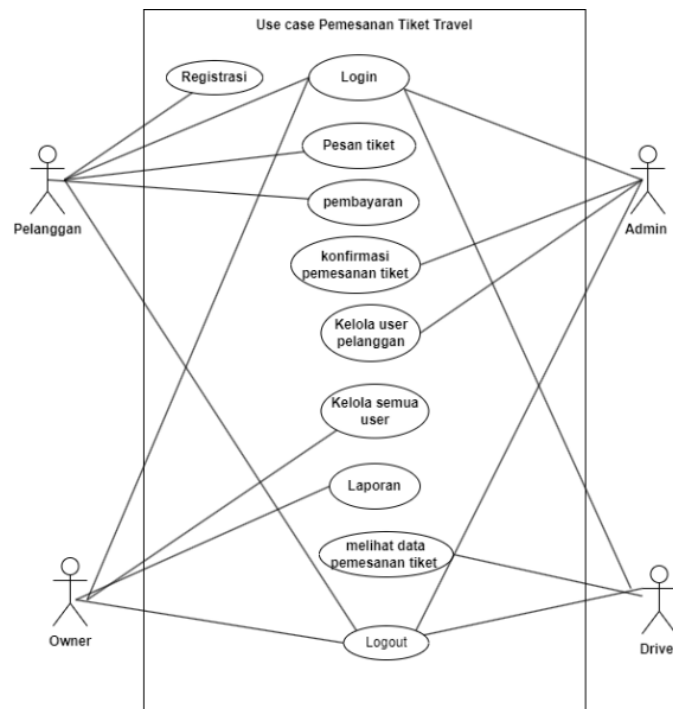 Use case Pemesanan Tiket Travel
Registrasi
Login
Pesan tiket
pembayaran
Pelanggan
Admin
konfirmasi
pemesanan tiket
Kelola user
pelanggan
Kelola semua
user
Laporan
melihat data
pemesanan tiket
Owner
Logout
Drive